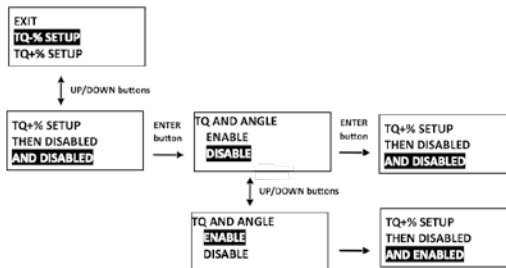 EXIT
TQ-% SETUP
TQ+% SETUP
UP/DOWN buttons
TQ+% SETUP
THEN DISABLED
AND DISABLED
ENTER
button
TQ AND ANGLE
ENABLE
DISABLE
ENTER
button
TQ+% SETUP
THEN DISABLED
AND DISABLED
UP/DOWN buttons
TQ AND ANGLE
ENABLE
DISABLE
TQ+% SETUP
THEN DISABLED
AND ENABLED